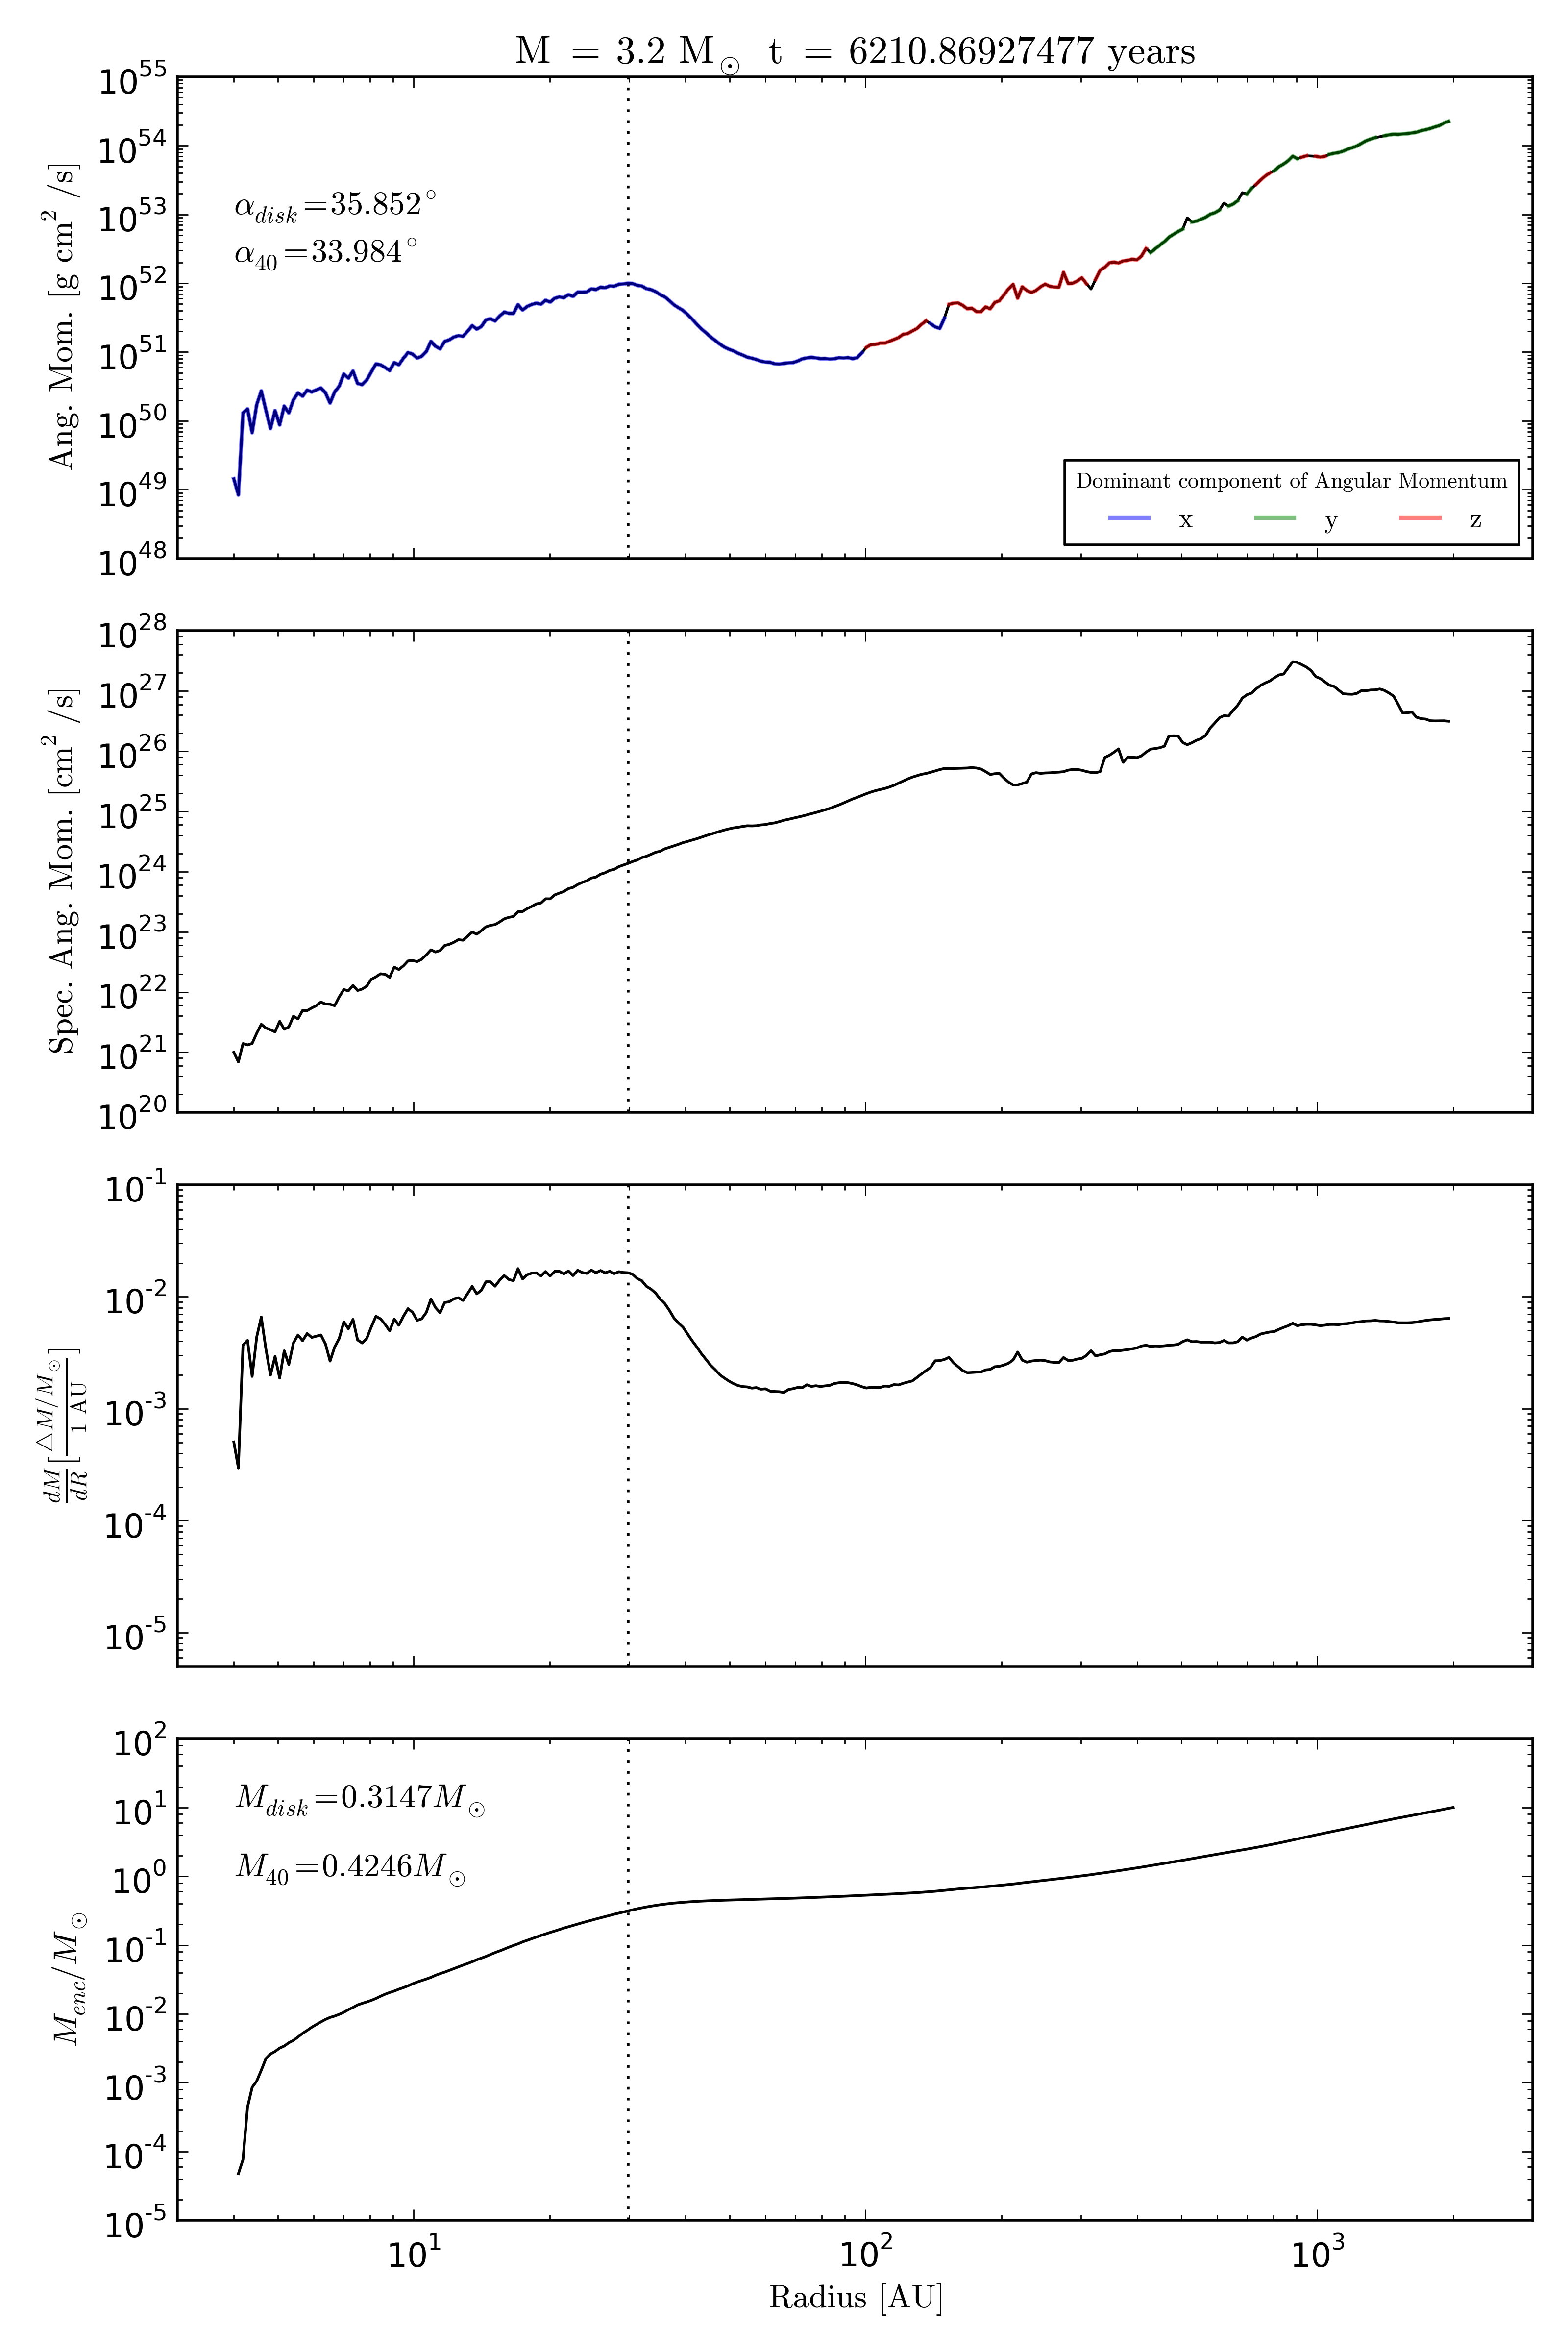 M = 3.2 M⊙ t = 6210.86927477 years
10^55
10^54
10^53
10^52
10^51
10^50
10^49
10^48
Ang. Mom. [g cm^2 /s]
α_disk = 35.852°
α_40 = 33.984°
Dominant component of Angular Momentum
x y z
10^28
10^27
10^26
10^25
10^24
10^23
10^22
10^21
10^20
Spec. Ang. Mom. [cm^2 /s]
10^-1
10^-2
10^-3
10^-4
10^-5
dM/dR [△M/M⊙ / 1 AU]
10^2
10^1
10^0
10^-1
10^-2
10^-3
10^-4
10^-5
M_enc/M⊙
M_disk = 0.3147M⊙
M_40 = 0.4246M⊙
10^1 10^2 10^3
Radius [AU]